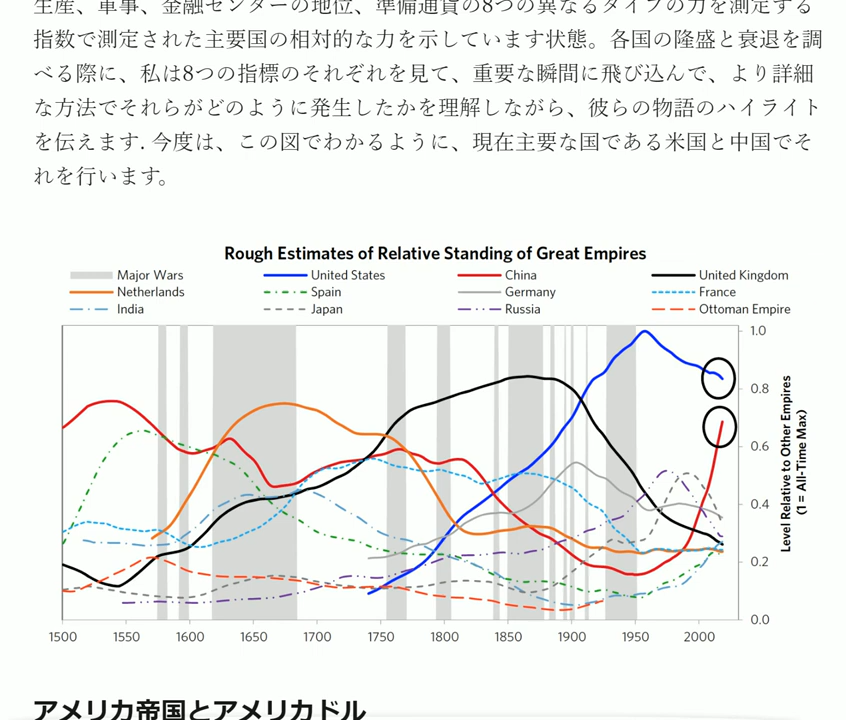 生産、軍事、金融センターの地位、準備通貨の8つの異なるタイプの力を測定する
指数で測定された主要国の相対的な力を示しています状態。各国の隆盛と衰退を調
べる際に、私は8つの指標のそれぞれを見て、重要な瞬間に飛び込んで、より詳細
な方法でそれらがどのように発生したかを理解しながら、彼らの物語のハイライト
を伝えます. 今度は、この図でわかるように、現在主要な国である米国と中国でそ
れを行います。
Rough Estimates of Relative Standing of Great Empires
Major Wars United States China United Kingdom
Netherlands Spain Germany France
India Japan Russia Ottoman Empire
1.0
0.8
0.6
0.4
0.2
0.0
Level Relative to Other Empires
(1 = All-Time Max)
1500 1550 1600 1650 1700 1750 1800 1850 1900 1950 2000
アメリカ帝国とアメリカドル